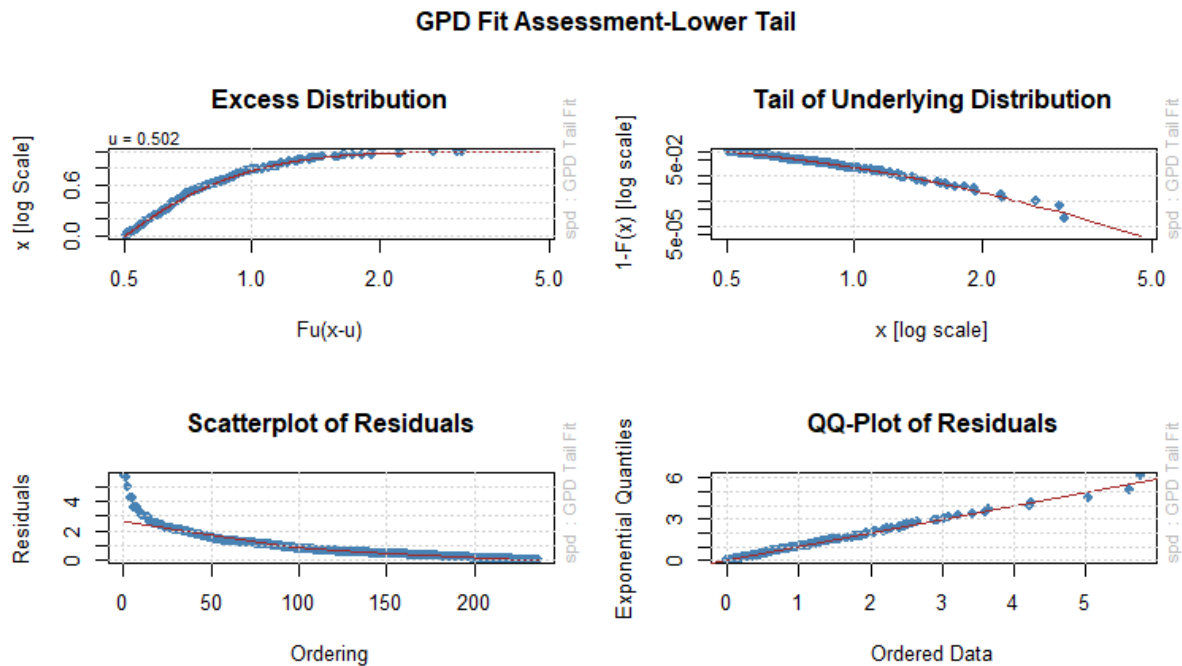 GPD Fit Assessment-Lower Tail
Excess Distribution
u = 0.502
x [log Scale]
0.6
0.0
0.5 1.0 2.0 5.0
Fu(x-u)
spd : GPD Tail Fit
Tail of Underlying Distribution
1-F(x) [log scale]
5e-02
5e-05
0.5 1.0 2.0 5.0
x [log scale]
spd : GPD Tail Fit
Scatterplot of Residuals
Residuals
4
2
0
0 50 100 150 200
Ordering
spd : GPD Tail Fit
QQ-Plot of Residuals
Exponential Quantiles
6
3
0
0 1 2 3 4 5
Ordered Data
spd : GPD Tail Fit